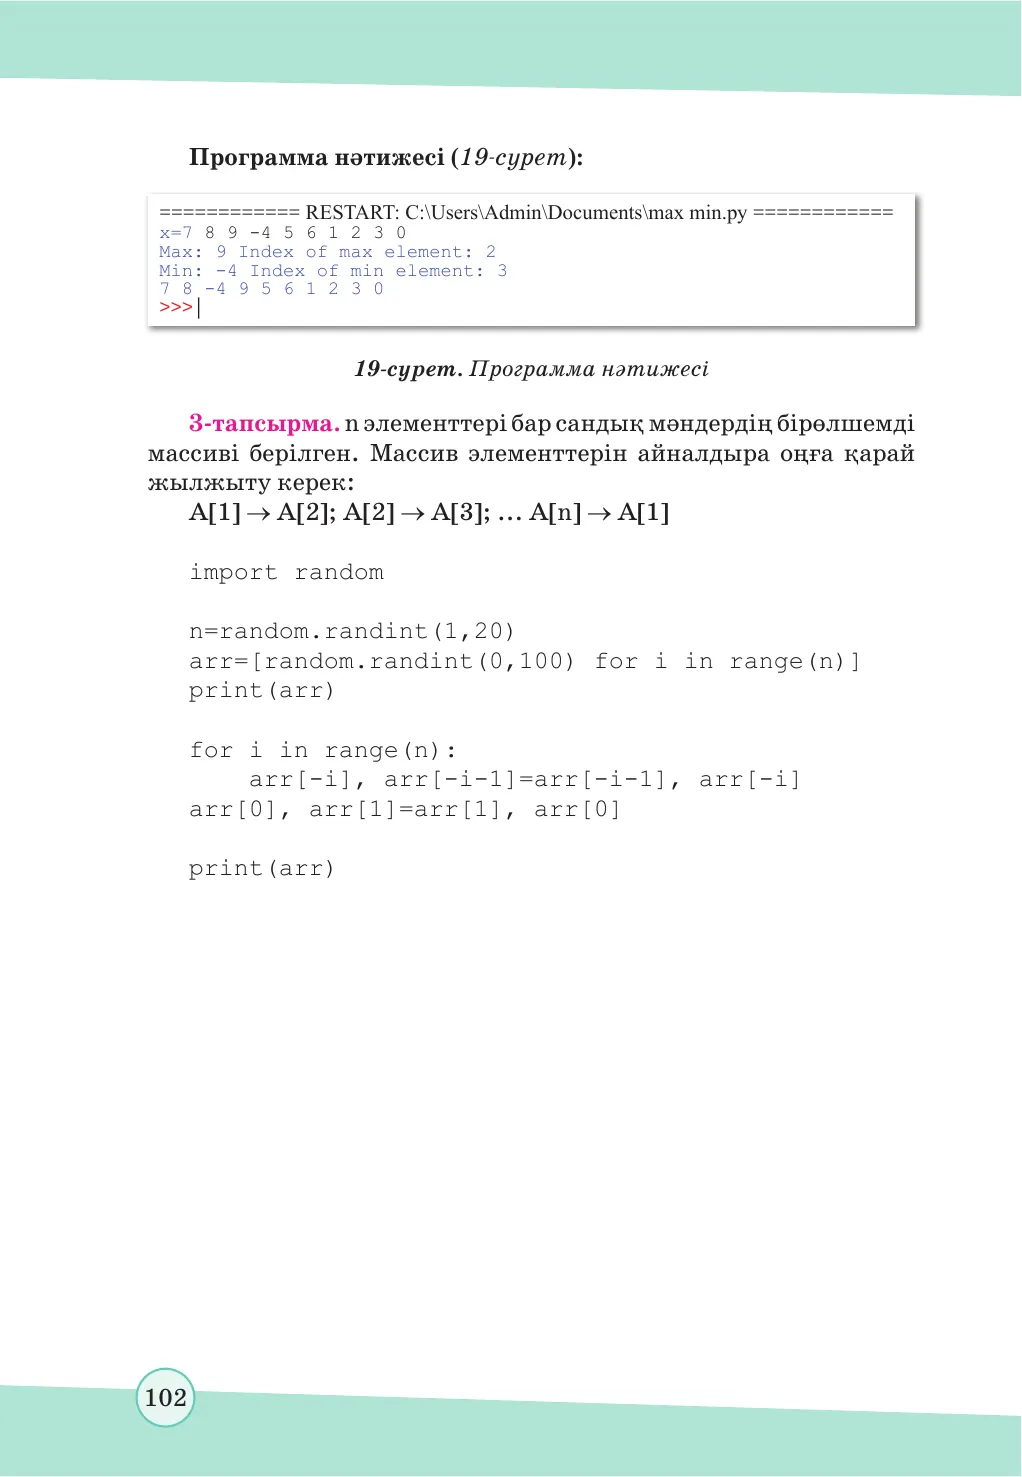 Программа нәтижесі (19-сурет):
============ RESTART: C:\Users\Admin\Documents\max min.py ============
x=7 8 9 -4 5 6 1 2 3 0
Max: 9 Index of max element: 2
Min: -4 Index of min element: 3
7 8 -4 9 5 6 1 2 3 0
>>>|
19-сурет. Программа нәтижесі
3-тапсырма. n элементтері бар сандық мәндердің бірөлшемді
массиві берілген. Массив элементтерін айналдыра оңға қарай
жылжыту керек:
A[1] → A[2]; A[2] → A[3]; ... A[n] → A[1]
import random
n=random.randint(1,20)
arr=[random.randint(0,100) for i in range(n)]
print(arr)
for i in range(n):
    arr[-i], arr[-i-1]=arr[-i-1], arr[-i]
arr[0], arr[1]=arr[1], arr[0]
print(arr)
102